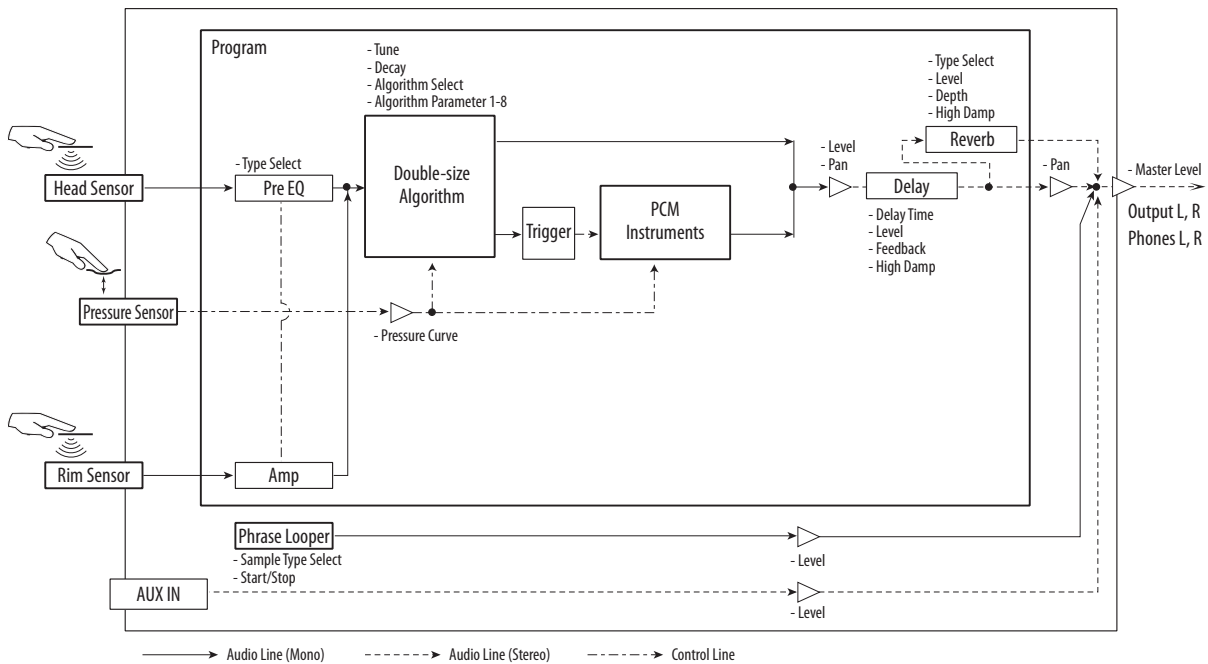 Program
- Tune
- Decay
- Algorithm Select
- Algorithm Parameter 1-8
- Type Select
- Level
- Depth
- High Damp
Reverb
Head Sensor
- Type Select
Pre EQ
Double-size
Algorithm
Trigger
PCM
Instruments
- Level
- Pan
Delay
- Delay Time
- Level
- Feedback
- High Damp
- Pan
- Master Level
Output L, R
Phones L, R
Pressure Sensor
- Pressure Curve
Rim Sensor
Amp
Phrase Looper
- Sample Type Select
- Start/Stop
- Level
AUX IN
- Level
Audio Line (Mono)
Audio Line (Stereo)
Control Line